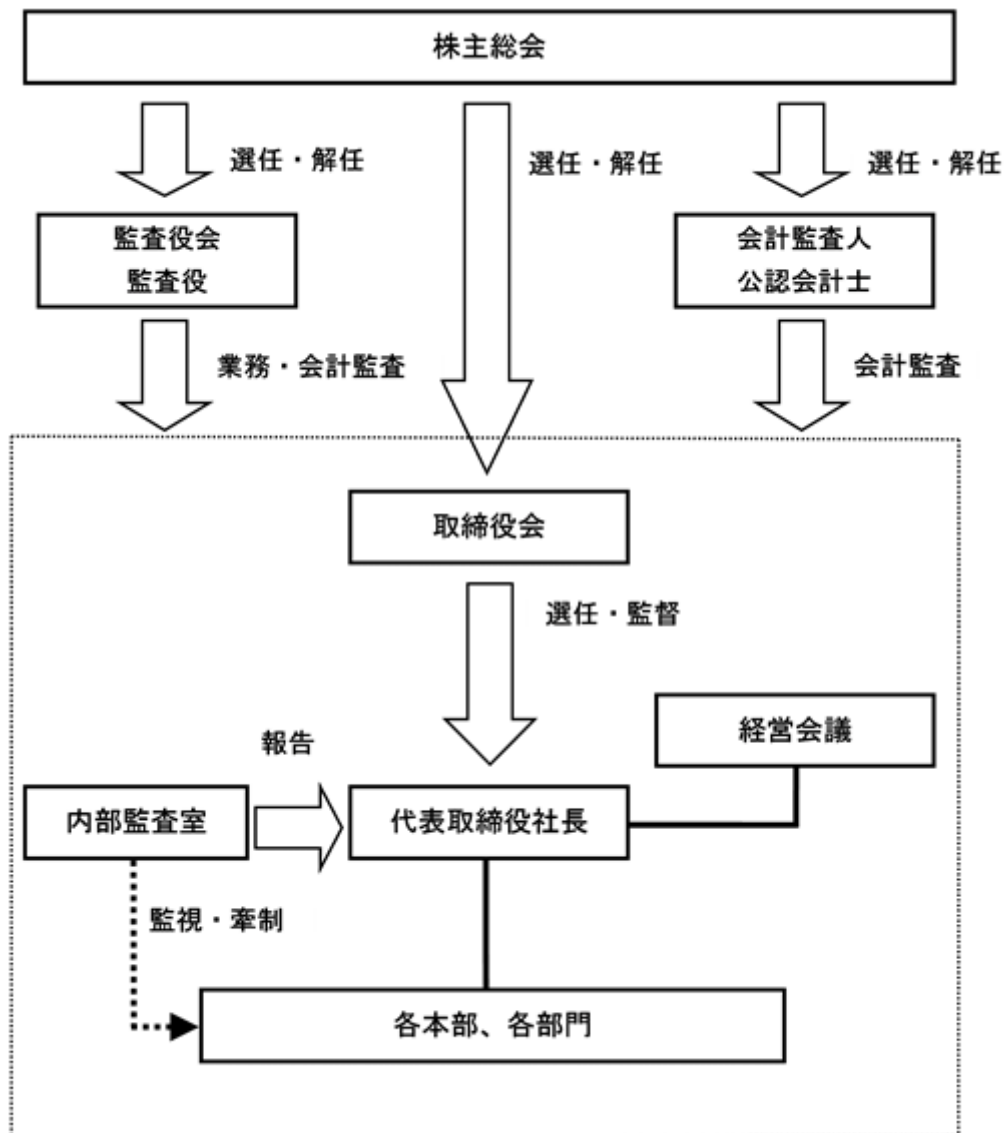 株主総会
選任・解任
選任・解任
選任・解任
監査役会
監査役
会計監査人
公認会計士
業務・会計監査
会計監査
取締役会
選任・監督
経営会議
報告
内部監査室
代表取締役社長
監視・牽制
各本部、各部門